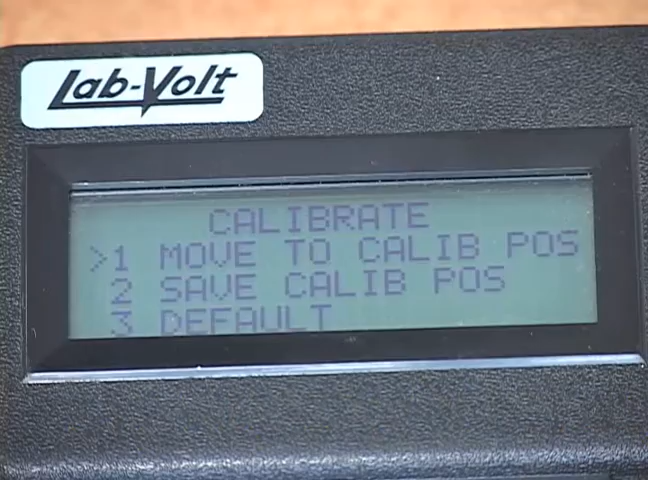 Lab-Volt
CALIBRATE
>1 MOVE TO CALIB POS
2 SAVE CALIB POS
3 DEFAULT